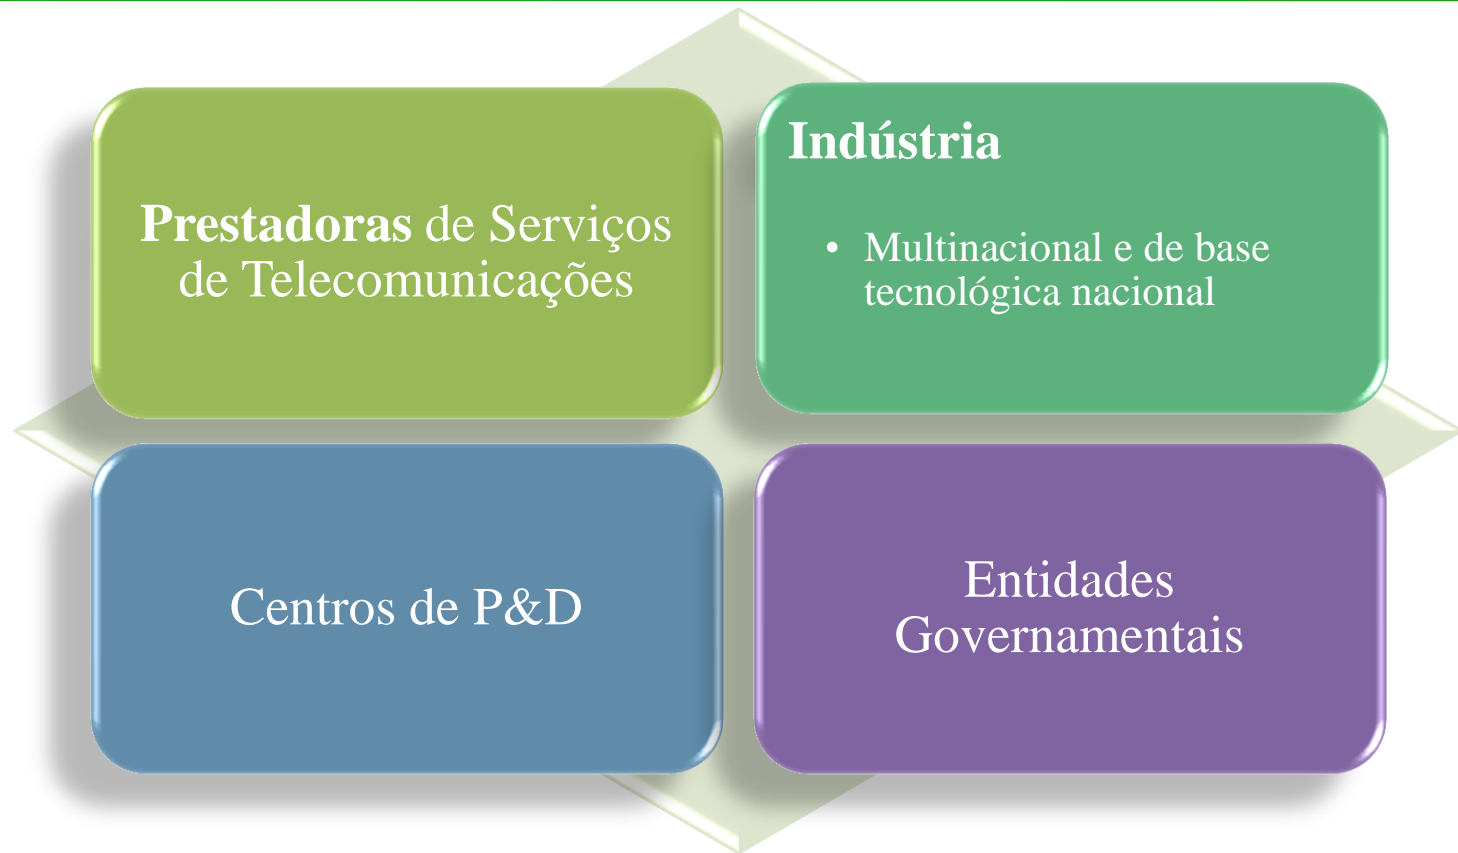 Prestadoras de Serviços
de Telecomunicações
Indústria
• Multinacional e de base
tecnológica nacional
Centros de P&D
Entidades
Governamentais